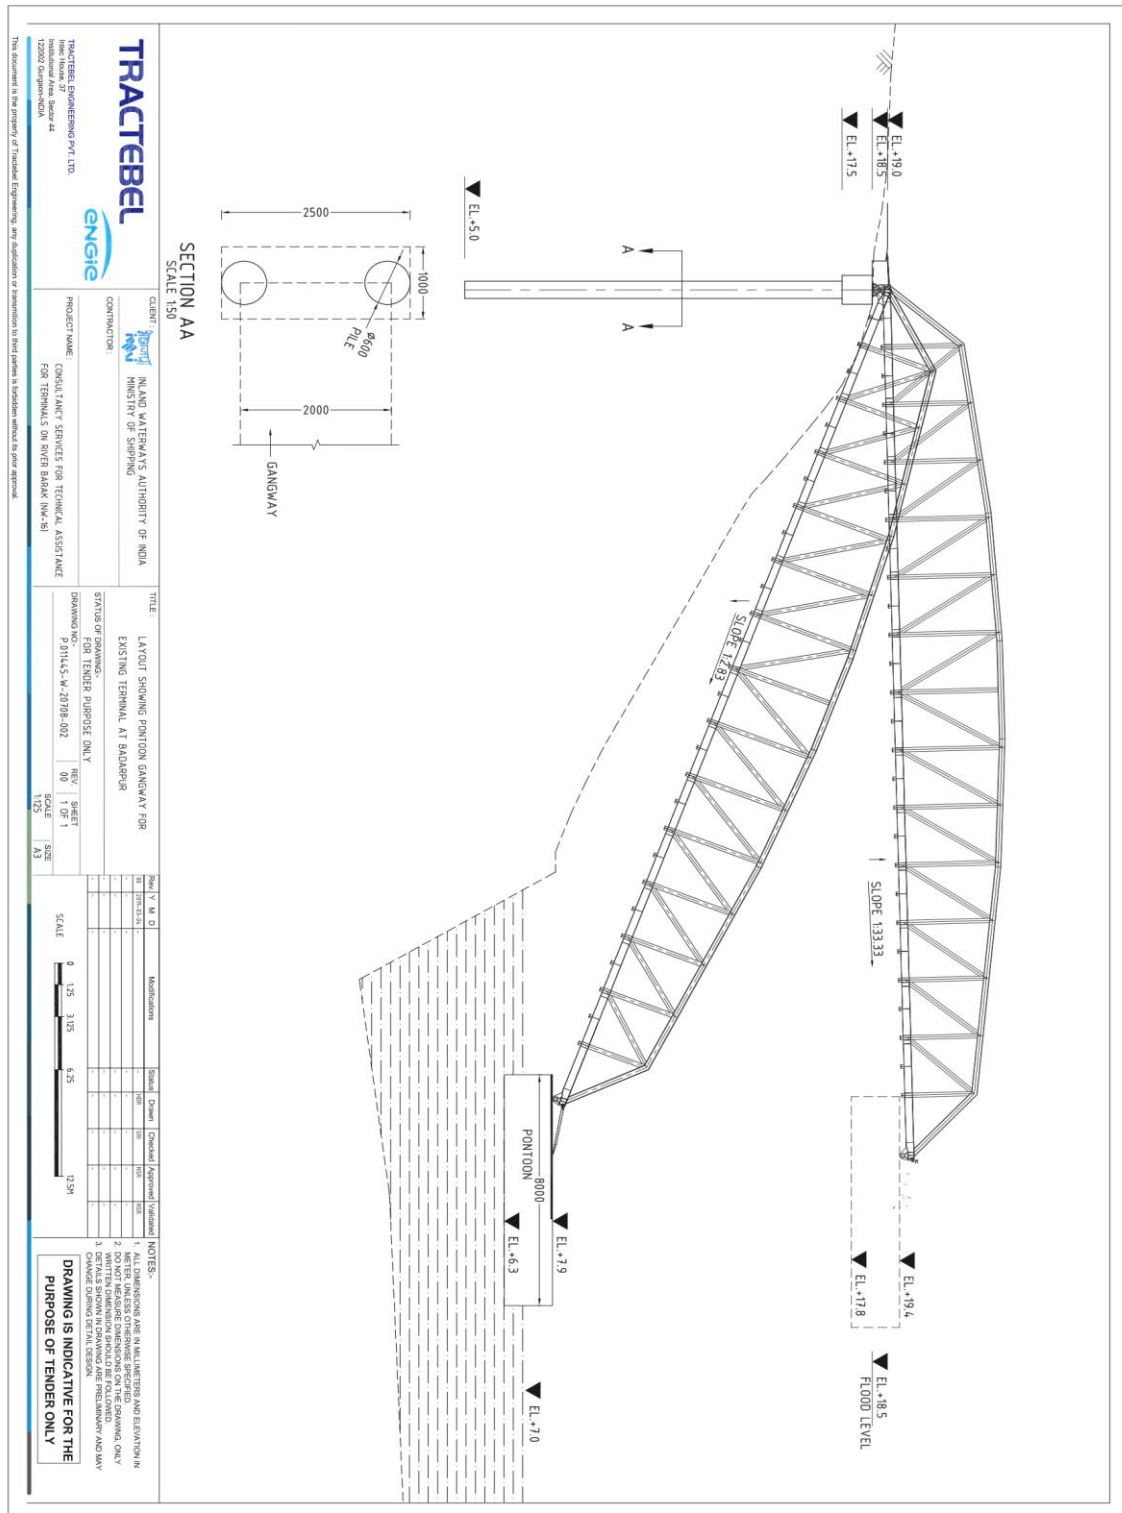 EL.+19.0
EL.+18.5
EL.+17.5
EL.+5.0
A
A
SLOPE 1:2.83
SLOPE 1:33.33
EL.+19.4
EL.+17.8
EL.+18.5
FLOOD LEVEL
8000
PONTOON
EL.+7.9
EL.+6.3
EL.+7.0
2500
1000
Ø600
PILE
2000
GANGWAY
SECTION AA
SCALE 1:50
TRACTEBEL
ENGIE
TRACTEBEL ENGINEERING PVT. LTD.
Intec House, 37
Institutional Area, Sector 44
122002 Gurgaon-INDIA
CLIENT :
INLAND WATERWAYS AUTHORITY OF INDIA
MINISTRY OF SHIPPING
CONTRACTOR :
PROJECT NAME :
CONSULTANCY SERVICES FOR TECHNICAL ASSISTANCE
FOR TERMINALS ON RIVER BARAK (NW-16)
TITLE :
LAYOUT SHOWING PONTOON GANGWAY FOR
EXISTING TERMINAL AT BADARPUR
STATUS OF DRAWING:-
FOR TENDER PURPOSE ONLY
DRAWING NO:- REV. SHEET
P.011445-W-20708-002 00 1 OF 1
SCALE SIZE
1:125 A3
Rev. Y M D Modifications Status Drawn Checked Approved Validated
SCALE
0 1.25 3.125 6.25 12.5M
NOTES:-
1. ALL DIMENSIONS ARE IN MILLIMETERS AND ELEVATION IN
METER, UNLESS OTHERWISE SPECIFIED.
2. DO NOT MEASURE DIMENSIONS ON THE DRAWING, ONLY
WRITTEN DIMENSION SHOULD BE FOLLOWED.
3. DETAILS SHOWN IN DRAWING ARE PRELIMINARY AND MAY
CHANGE DURING DETAIL DESIGN.
DRAWING IS INDICATIVE FOR THE
PURPOSE OF TENDER ONLY
This document is the property of Tractebel Engineering, any duplication or transmition to third parties is forbidden without its prior approval.